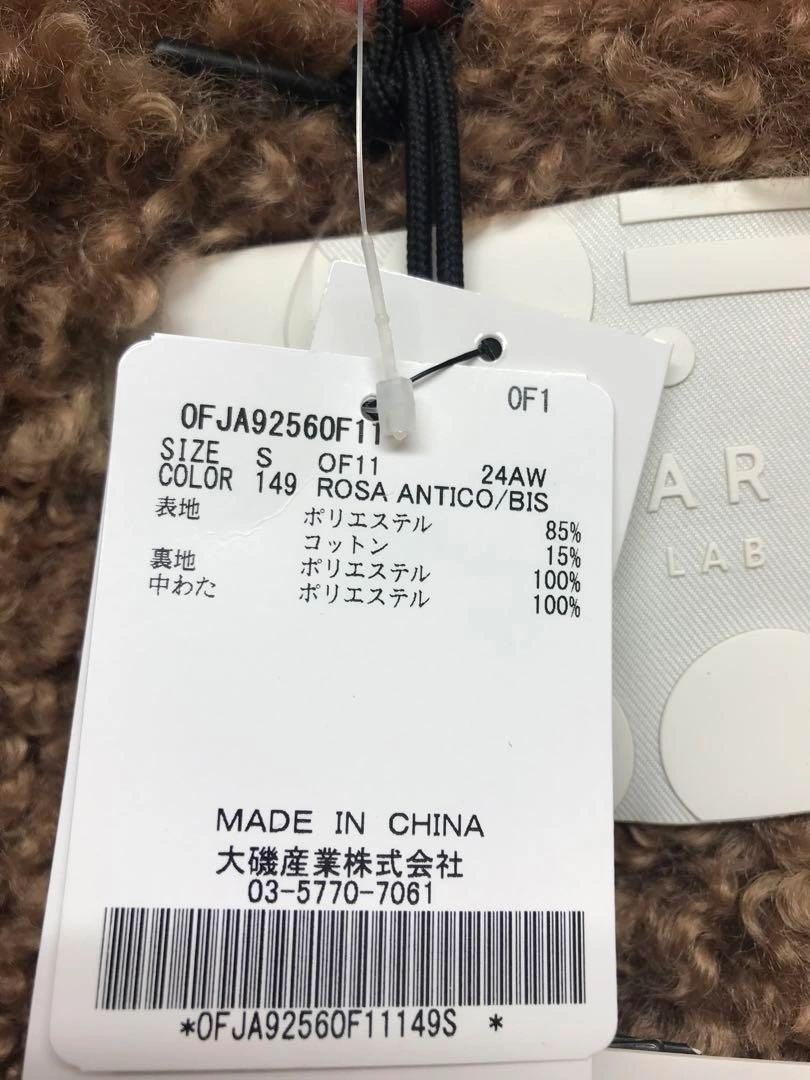 OF1
OFJA92560F11
SIZE S OF11 24AW
COLOR 149 ROSA ANTICO/BIS
表地 ポリエステル 85%
コットン 15%
裏地 ポリエステル 100%
中わた ポリエステル 100%
MADE IN CHINA
大磯産業株式会社
03-5770-7061
*OFJA92560F11149S *
AR
LAB